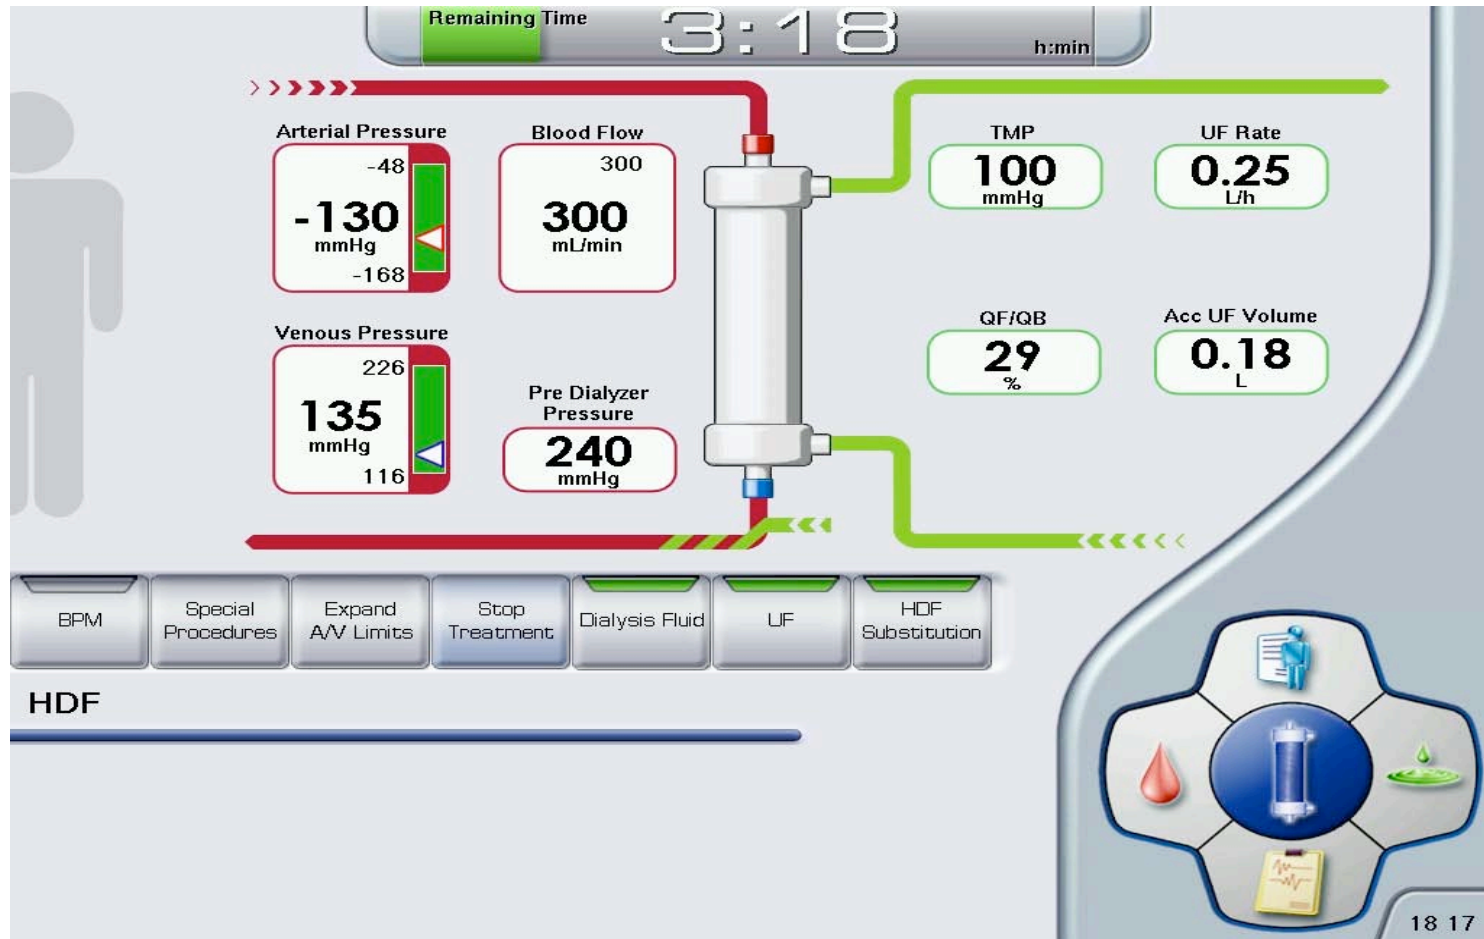 Remaining Time
3:18
h:min
Arterial Pressure
-48
-130
mmHg
-168
Blood Flow
300
300
mL/min
TMP
100
mmHg
UF Rate
0.25
L/h
Venous Pressure
226
135
mmHg
116
Pre Dialyzer
Pressure
240
mmHg
QF/QB
29
%
Acc UF Volume
0.18
L
BPM
Special
Procedures
Expand
A/V Limits
Stop
Treatment
Dialysis Fluid
UF
HDF
Substitution
HDF
18 17